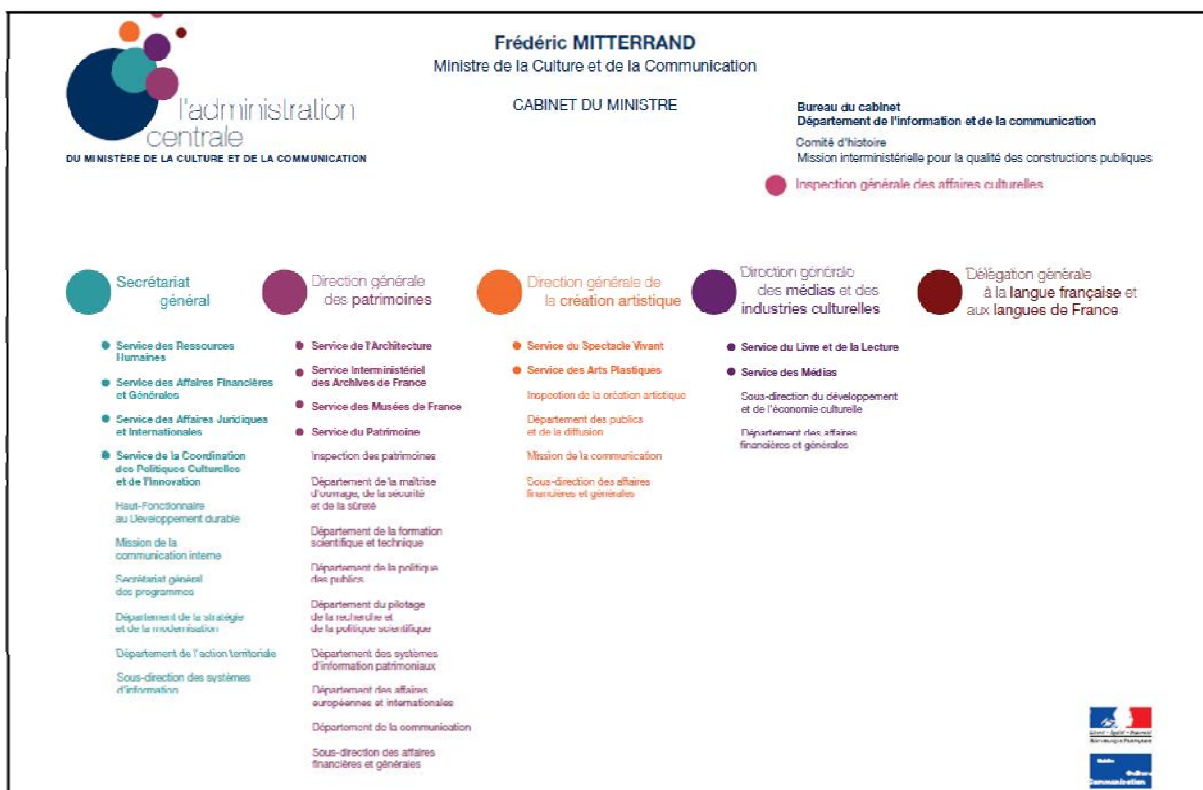 Frédéric MITTERRAND
Ministre de la Culture et de la Communication
CABINET DU MINISTRE
l'administration
centrale
DU MINISTÈRE DE LA CULTURE ET DE LA COMMUNICATION
Bureau du cabinet
Département de l'information et de la communication
Comité d'histoire
Mission interministérielle pour la qualité des constructions publiques
Inspection générale des affaires culturelles
Secrétariat
général
Service des Ressources
Humaines
Service des Affaires Financières
et Générales
Service des Affaires Juridiques
et Internationales
Service de la Coordination
des Politiques Culturelles
et de l'Innovation
Haut-Fonctionnaire
au Developpement durable
Mission de la
communication interne
Secrétariat général
des programmes
Département de la stratégie
et de la modernisation
Département de l'action territoriale
Sous-direction des systèmes
d'information
Direction générale
des patrimoines
Service de l'Architecture
Service Interministériel
des Archives de France
Service des Musées de France
Service du Patrimoine
Inspection des patrimoines
Département de la maîtrise
d'ouvrage, de la sécurité
et de la sûreté
Département de la formation
scientifique et technique
Département de la politique
des publics
Département du pilotage
de la recherche et
de la politique scientifique
Département des systèmes
d'information patrimoniaux
Département des affaires
européennes et internationales
Département de la communication
Sous-direction des affaires
financières et générales
Direction générale de
la création artistique
Service du Spectacle Vivant
Service des Arts Plastiques
Inspection de la création artistique
Département des publics
et de la diffusion
Mission de la communication
Sous-direction des affaires
financières et générales
Direction générale
des médias et des
industries culturelles
Service du Livre et de la Lecture
Service des Médias
Sous-direction du développement
et de l'économie culturelle
Département des affaires
financières et générales
Délégation générale
à la langue française et
aux langues de France
Liberté • Égalité • Fraternité
République Française
Culture
Communication